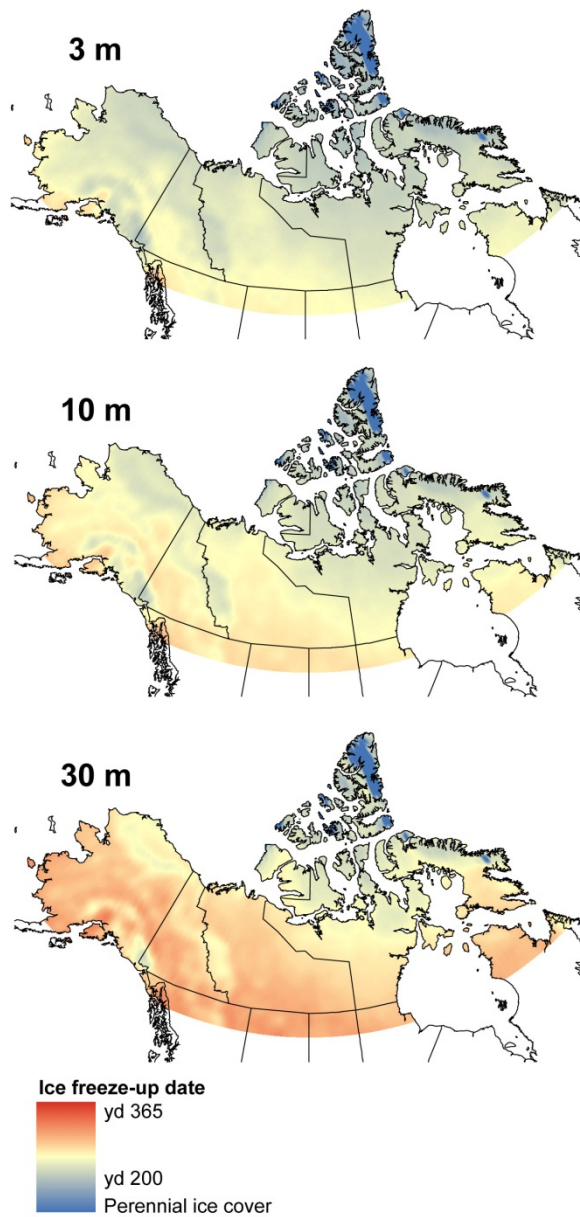 3 m
10 m
30 m
Ice freeze-up date
yd 365
yd 200
Perennial ice cover